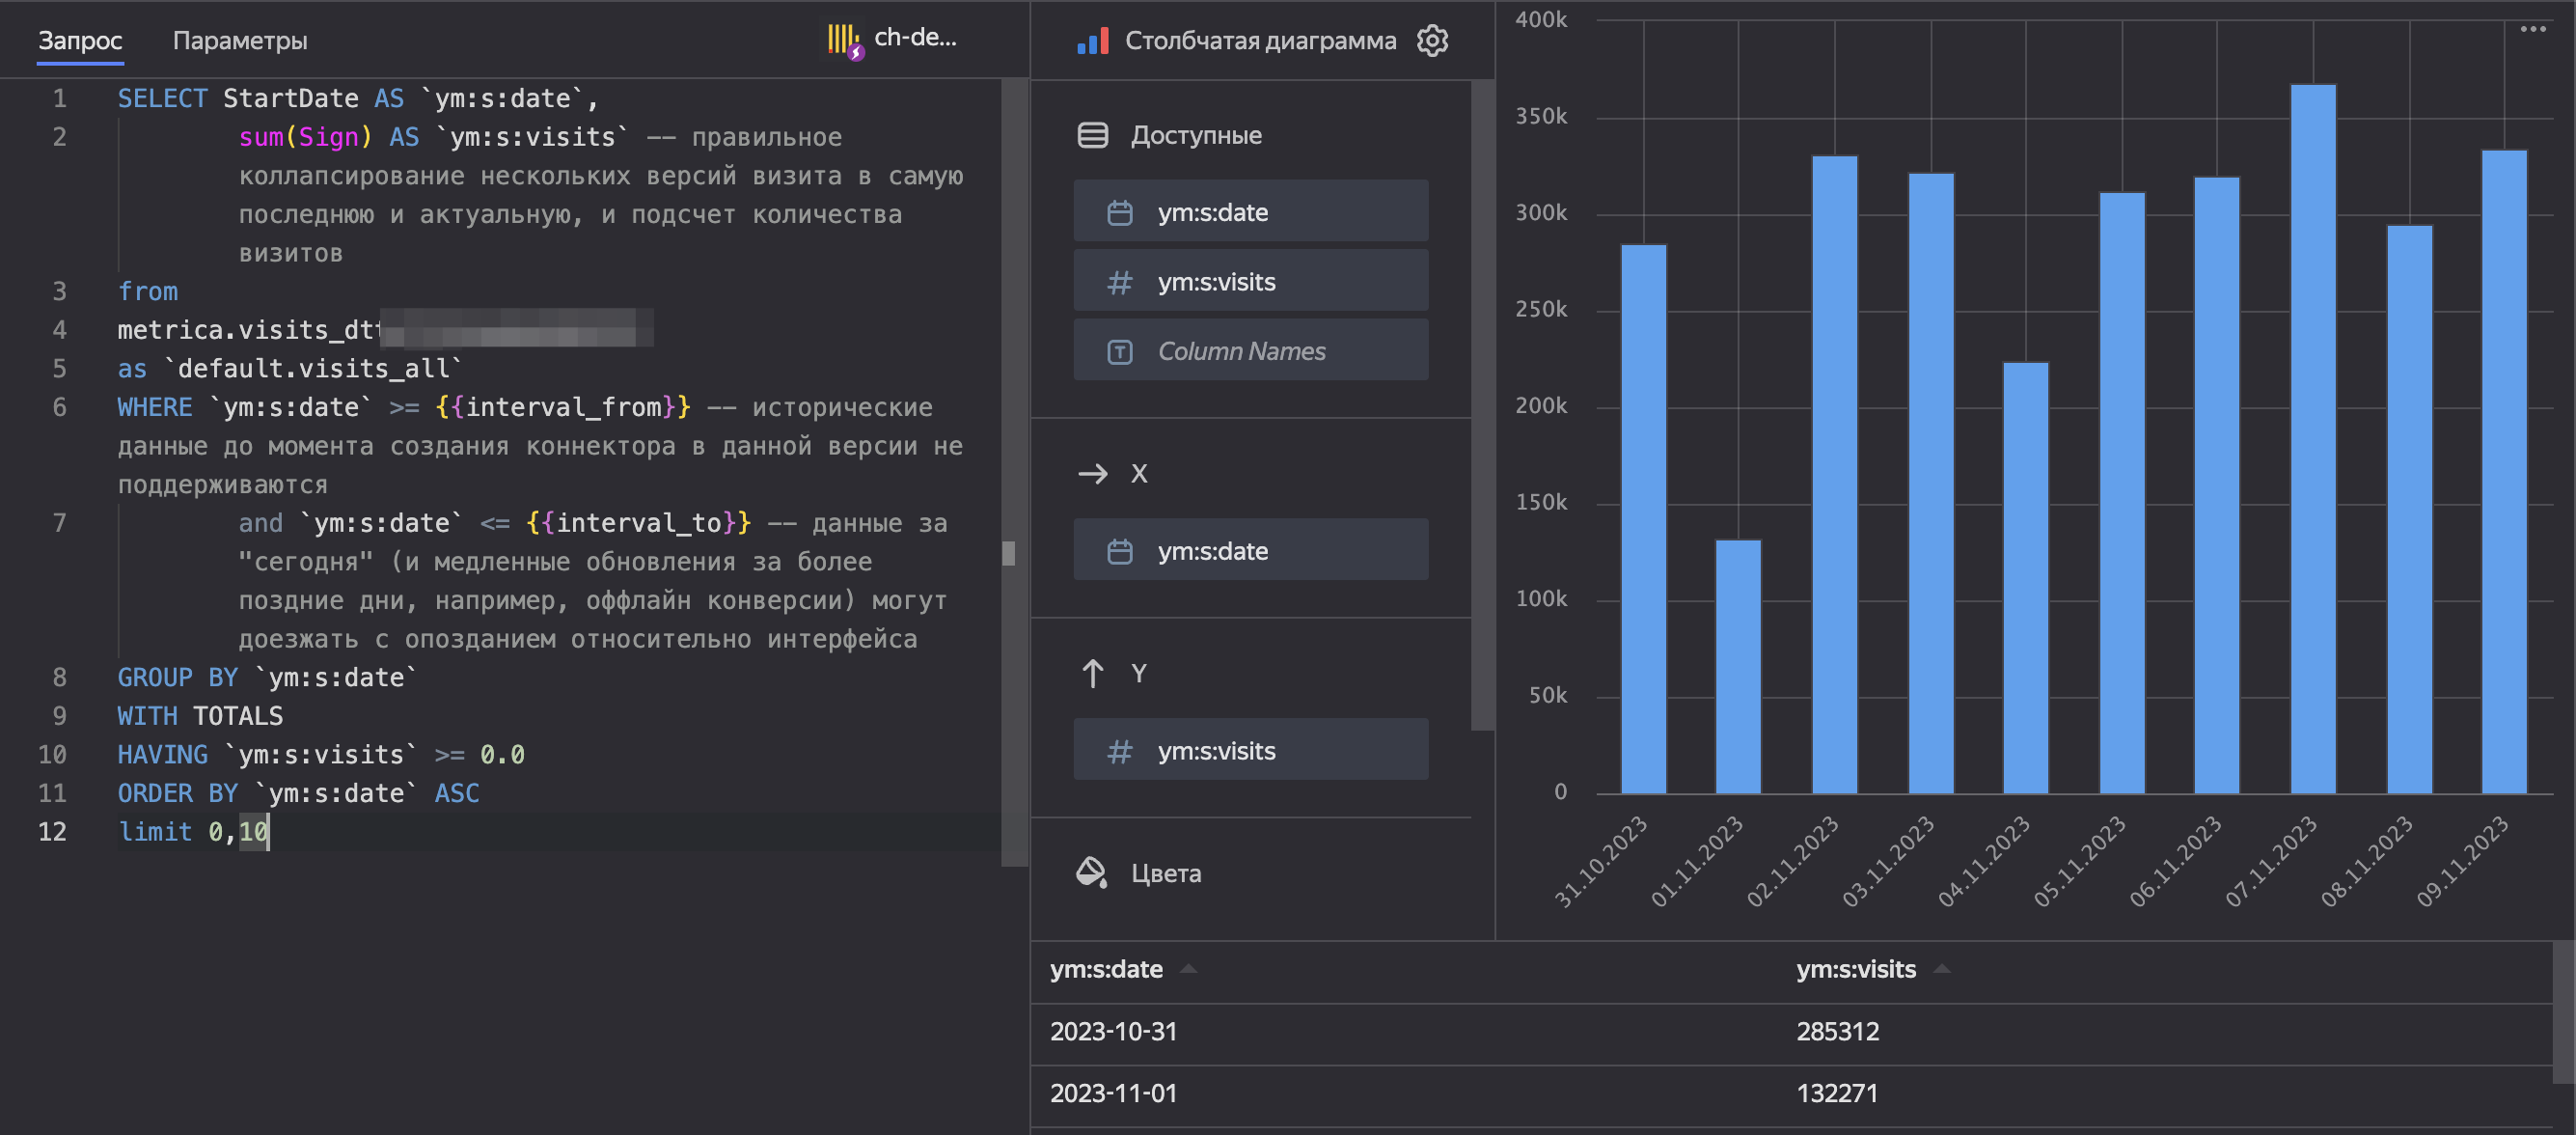 Запрос
Параметры
ch-de...
1 SELECT StartDate AS `ym:s:date`,
2 sum(Sign) AS `ym:s:visits` -- правильное
коллапсирование нескольких версий визита в самую
последнюю и актуальную, и подсчет количества
визитов
3 from
4 metrica.visits_dtt
5 as `default.visits_all`
6 WHERE `ym:s:date` >= {{interval_from}} -- исторические
данные до момента создания коннектора в данной версии не
поддерживаются
7 and `ym:s:date` <= {{interval_to}} -- данные за
"сегодня" (и медленные обновления за более
поздние дни, например, оффлайн конверсии) могут
доезжать с опозданием относительно интерфейса
8 GROUP BY `ym:s:date`
9 WITH TOTALS
10 HAVING `ym:s:visits` >= 0.0
11 ORDER BY `ym:s:date` ASC
12 limit 0,10
Столбчатая диаграмма
Доступные
ym:s:date
ym:s:visits
Column Names
X
ym:s:date
Y
ym:s:visits
Цвета
400k
350k
300k
250k
200k
150k
100k
50k
0
31.10.2023
01.11.2023
02.11.2023
03.11.2023
04.11.2023
05.11.2023
06.11.2023
07.11.2023
08.11.2023
09.11.2023
ym:s:date ym:s:visits
2023-10-31 285312
2023-11-01 132271